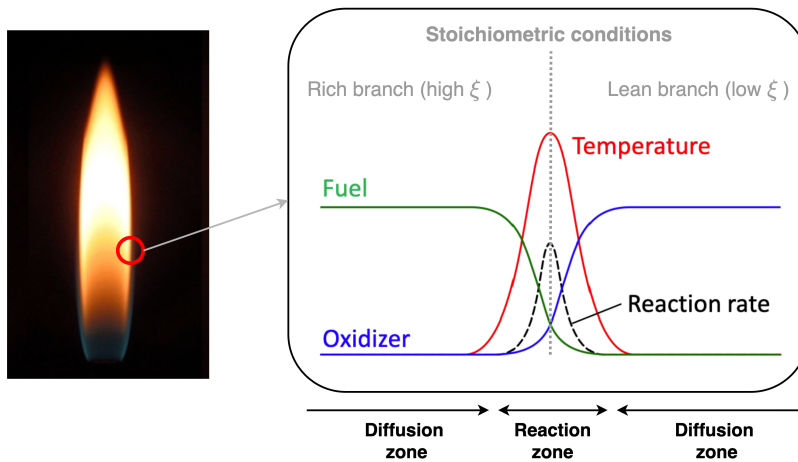 Stoichiometric conditions
Rich branch (high ξ )
Lean branch (low ξ )
Temperature
Fuel
Reaction rate
Oxidizer
Diffusion
zone
Reaction
zone
Diffusion
zone